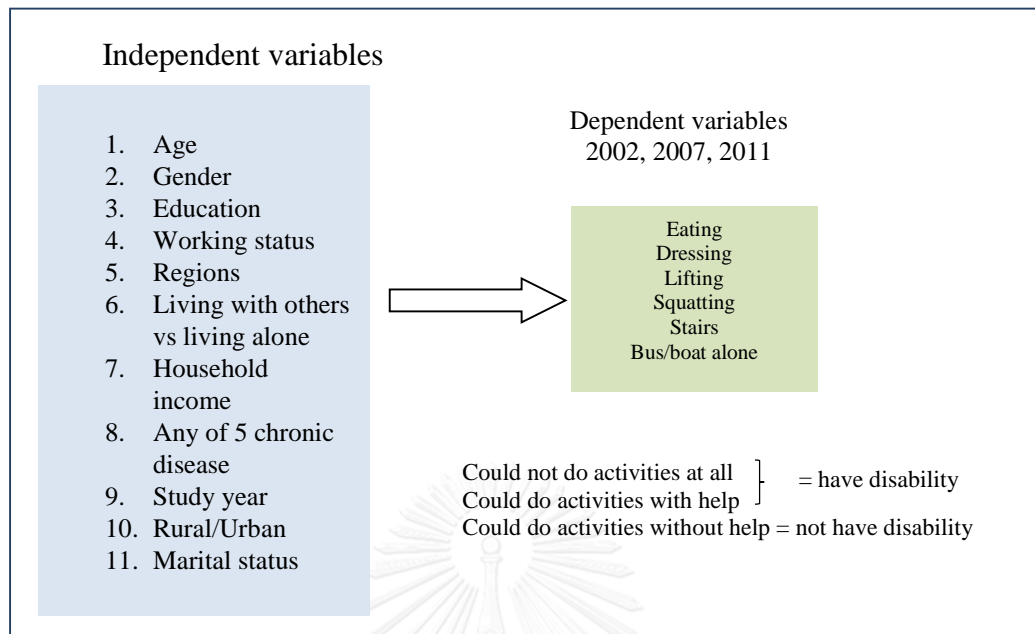 Independent variables
1. Age
2. Gender
3. Education
4. Working status
5. Regions
6. Living with others
vs living alone
7. Household
income
8. Any of 5 chronic
disease
9. Study year
10. Rural/Urban
11. Marital status
Dependent variables
2002, 2007, 2011
Eating
Dressing
Lifting
Squatting
Stairs
Bus/boat alone
Could not do activities at all
Could do activities with help
= have disability
Could do activities without help = not have disability